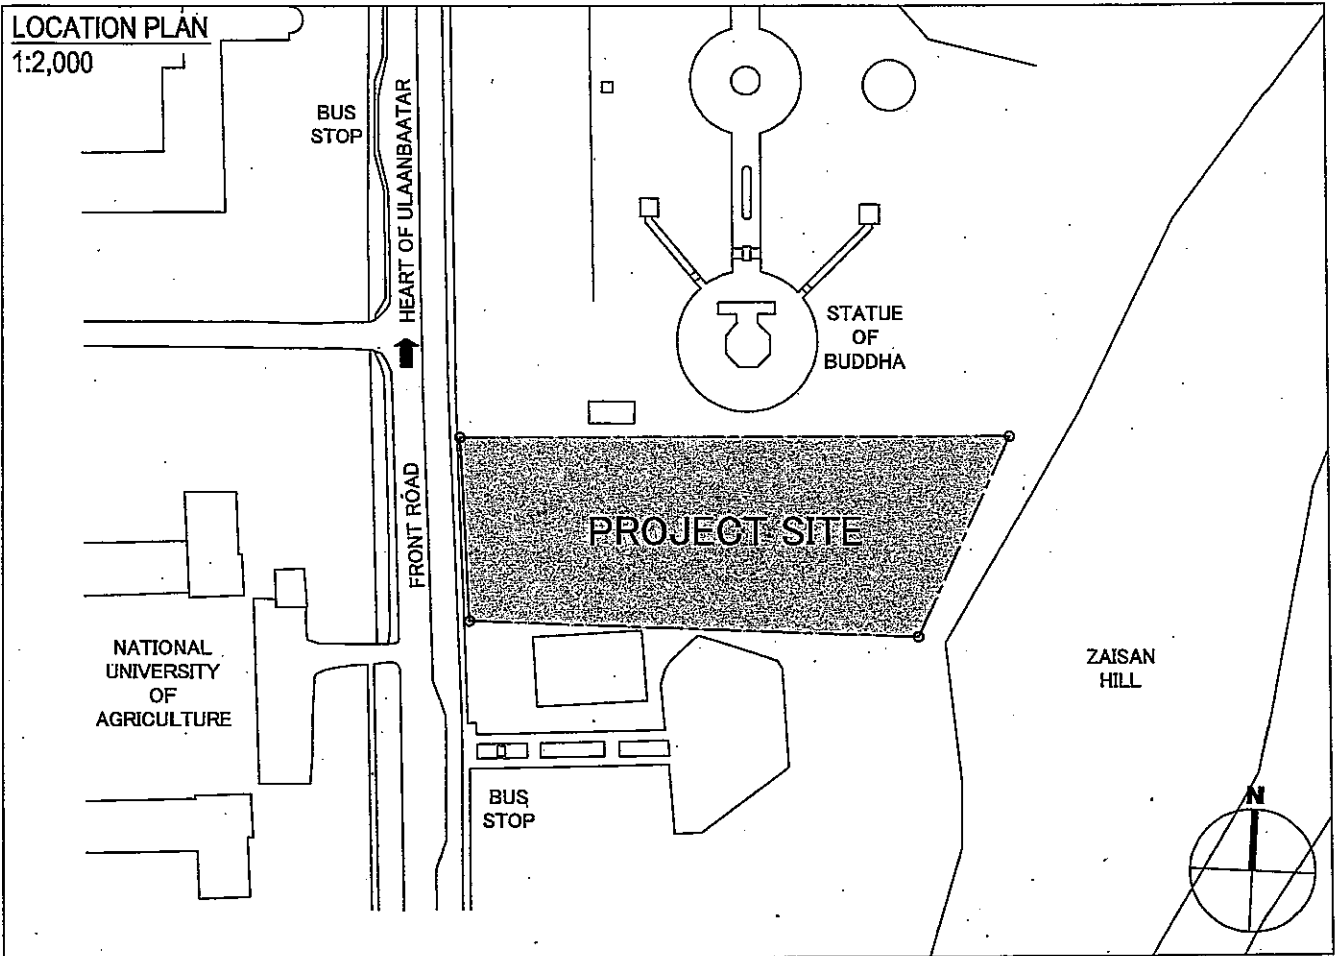 LOCATION PLAN
1:2,000
BUS
STOP
HEART OF ULAANBAATAR
STATUE
OF
BUDDHA
FRONT ROAD
PROJECT SITE
NATIONAL
UNIVERSITY
OF
AGRICULTURE
ZAISAN
HILL
BUS
STOP
N